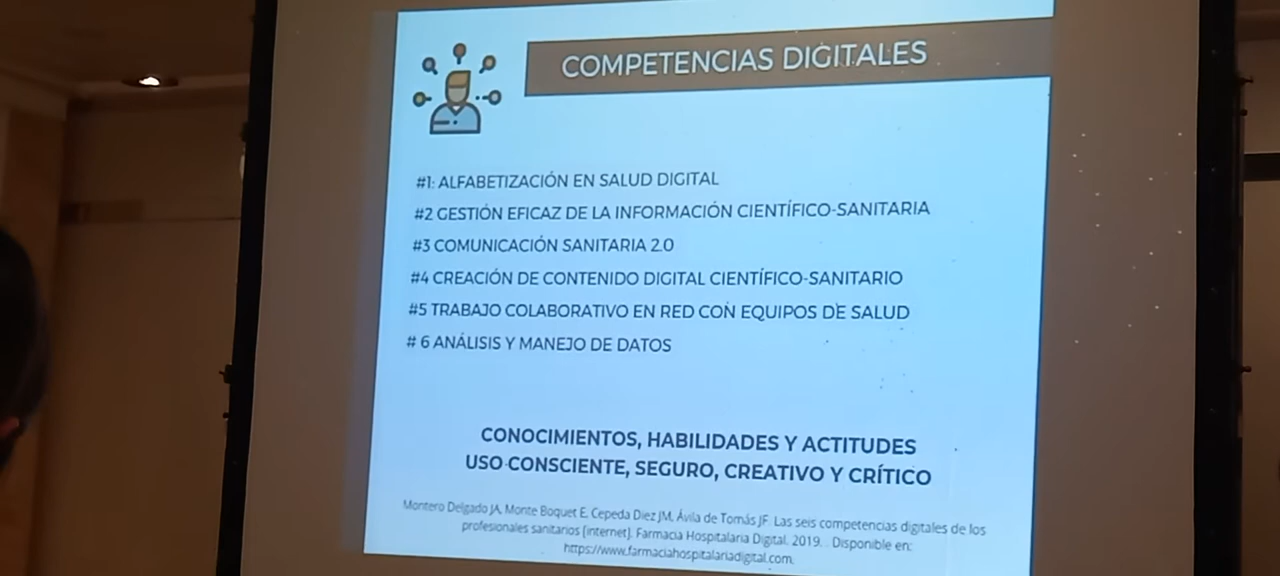 COMPETENCIAS DIGITALES
#1: ALFABETIZACIÓN EN SALUD DIGITAL
#2 GESTIÓN EFICAZ DE LA INFORMACIÓN CIENTÍFICO-SANITARIA
#3 COMUNICACIÓN SANITARIA 2.0
#4 CREACIÓN DE CONTENIDO DIGITAL CIENTÍFICO-SANITARIO
#5 TRABAJO COLABORATIVO EN RED CON EQUIPOS DE SALUD
# 6 ANÁLISIS Y MANEJO DE DATOS
CONOCIMIENTOS, HABILIDADES Y ACTITUDES
USO CONSCIENTE, SEGURO, CREATIVO Y CRÍTICO
Montero Delgado JA, Monte Boquet E, Cepeda Diez JM, Ávila de Tomás JF. Las seis competencias digitales de los
profesionales sanitarios [internet]. Farmacia Hospitalaria Digital. 2019. . Disponible en:
https://www.farmaciahospitalariadigital.com.